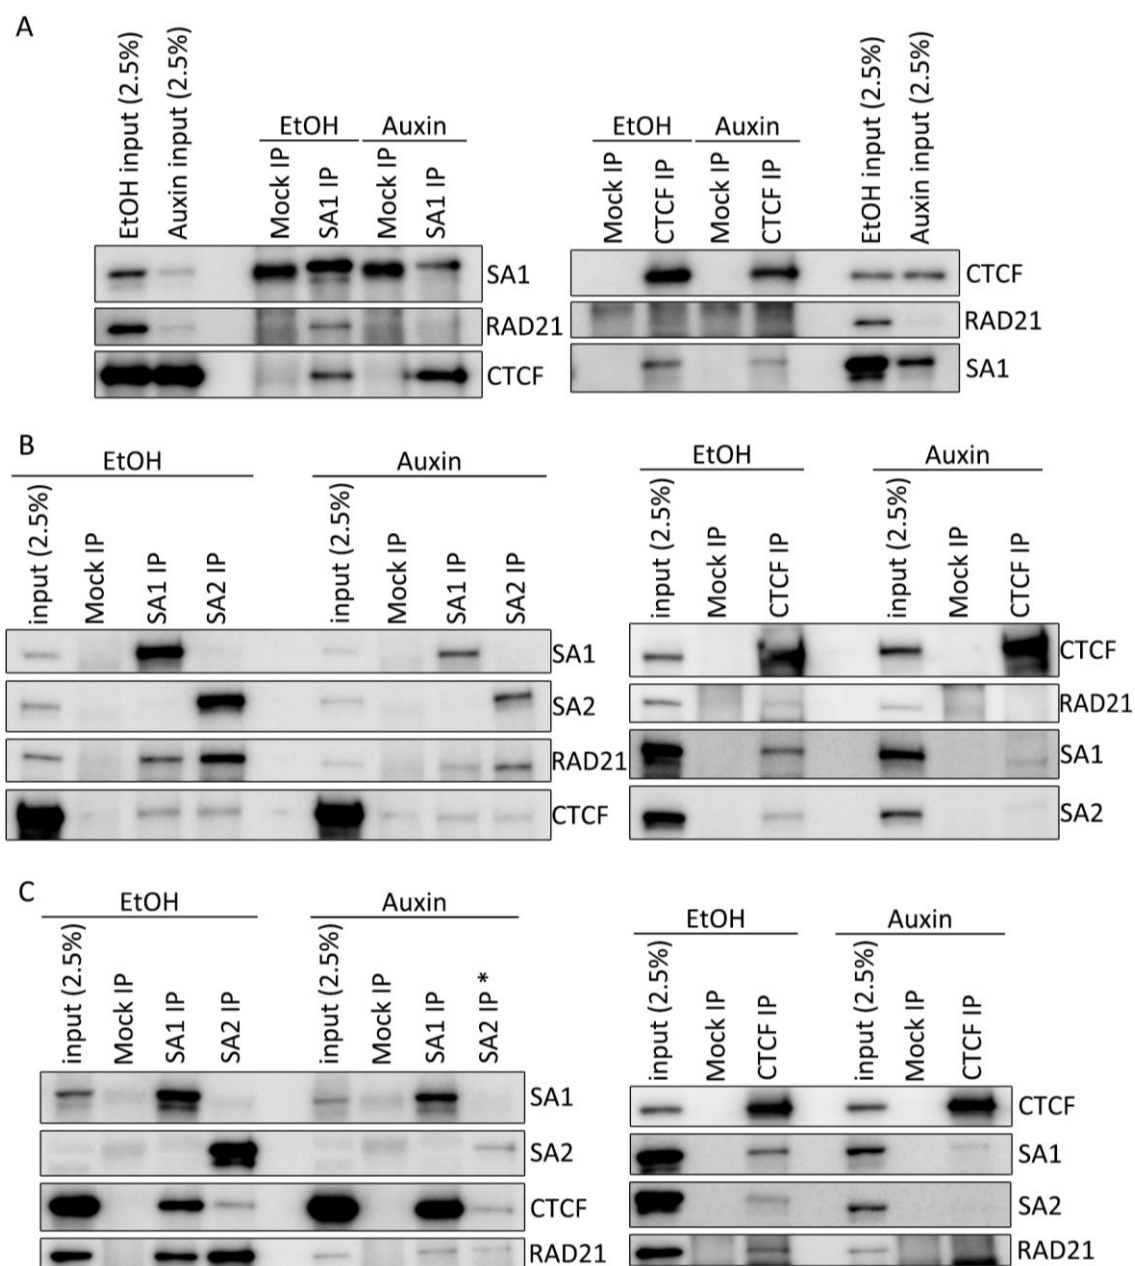 A
EtOH input (2.5%)
Auxin input (2.5%)
EtOH
Auxin
Mock IP
SA1 IP
Mock IP
SA1 IP
SA1
RAD21
CTCF
EtOH
Auxin
Mock IP
CTCF IP
Mock IP
CTCF IP
EtOH input (2.5%)
Auxin input (2.5%)
CTCF
RAD21
SA1
B
EtOH
Auxin
input (2.5%)
Mock IP
SA1 IP
SA2 IP
input (2.5%)
Mock IP
SA1 IP
SA2 IP
SA1
SA2
RAD21
CTCF
EtOH
Auxin
input (2.5%)
Mock IP
CTCF IP
input (2.5%)
Mock IP
CTCF IP
CTCF
RAD21
SA1
SA2
C
EtOH
Auxin
input (2.5%)
Mock IP
SA1 IP
SA2 IP
input (2.5%)
Mock IP
SA1 IP
SA2 IP *
SA1
SA2
CTCF
RAD21
EtOH
Auxin
input (2.5%)
Mock IP
CTCF IP
input (2.5%)
Mock IP
CTCF IP
CTCF
SA1
SA2
RAD21